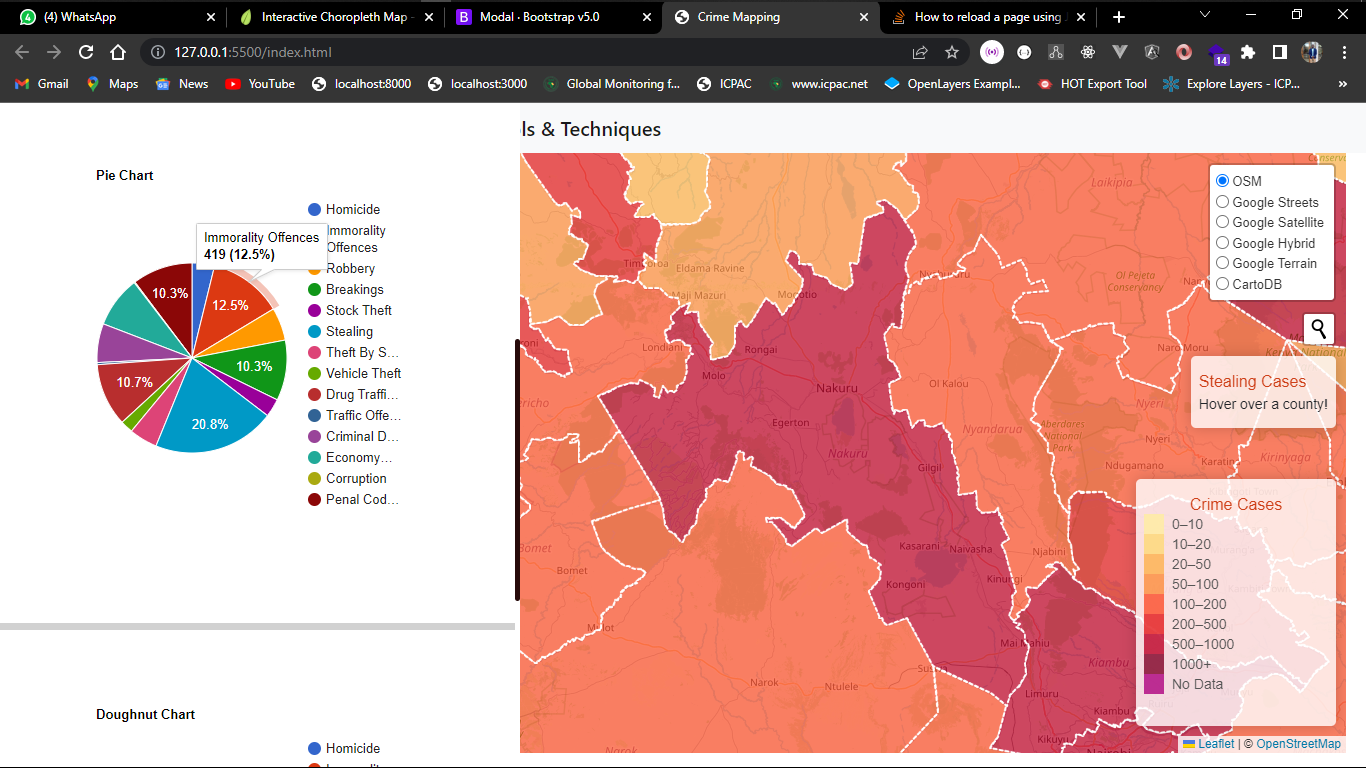 (4) WhatsApp
Interactive Choropleth Map -
Modal · Bootstrap v5.0
Crime Mapping
How to reload a page using
127.0.0.1:5500/index.html
14
Gmail
Maps
News
YouTube
localhost:8000
localhost:3000
Global Monitoring f...
ICPAC
www.icpac.net
OpenLayers Exampl...
HOT Export Tool
Explore Layers - ICP...
»
ls & Techniques
Pie Chart
Homicide
Immorality
Offences
Robbery
Breakings
Stock Theft
Stealing
Theft By S...
Vehicle Theft
Drug Traffi...
Traffic Offe...
Criminal D...
Economy...
Corruption
Penal Cod...
Immorality Offences
419 (12.5%)
10.3%
12.5%
10.3%
10.7%
20.8%
Doughnut Chart
Homicide
Laikipia
Eldama Ravine
Maji Mazuri
Mogotio
Ol Pejeta
Conservancy
Londiani
Rongai
Molo
Naro Moru
Nakuru
Ol Kalou
Egerton
Nyandarua
Aberdares
National
Park
Nyeri
Nyeri
Nakuru
Gilgil
Ndugamano
Karatina
Kirinyaga
Kasarani
Naivasha
Njabini
Bomet
Bomet
Kongoni
Kinungi
Mai Mahiu
Kiambu
Narok
Ntulele
Limuru
Kiambu
Kikuyu
Nairobi
Narok
OSM
Google Streets
Google Satellite
Google Hybrid
Google Terrain
CartoDB
Stealing Cases
Hover over a county!
Crime Cases
0–10
10–20
20–50
50–100
100–200
200–500
500–1000
1000+
No Data
Leaflet | © OpenStreetMap